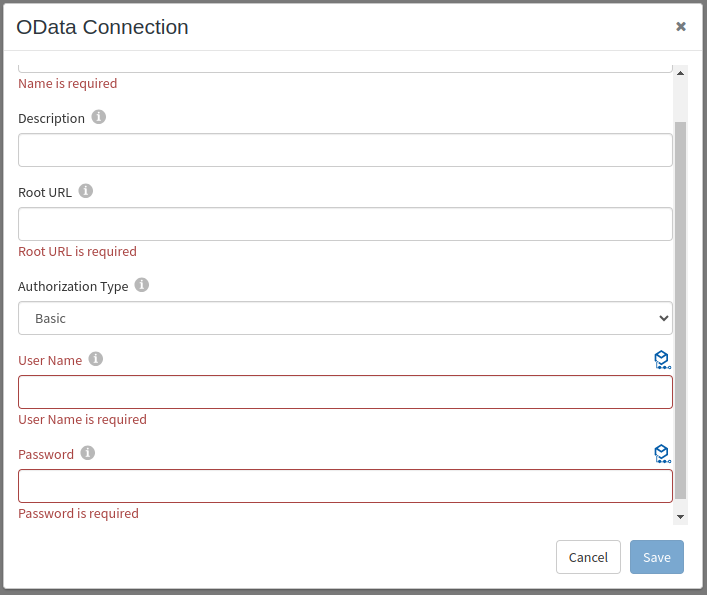 OData Connection
Name is required
Description
Root URL
Root URL is required
Authorization Type
Basic
User Name
User Name is required
Password
Password is required
Cancel
Save